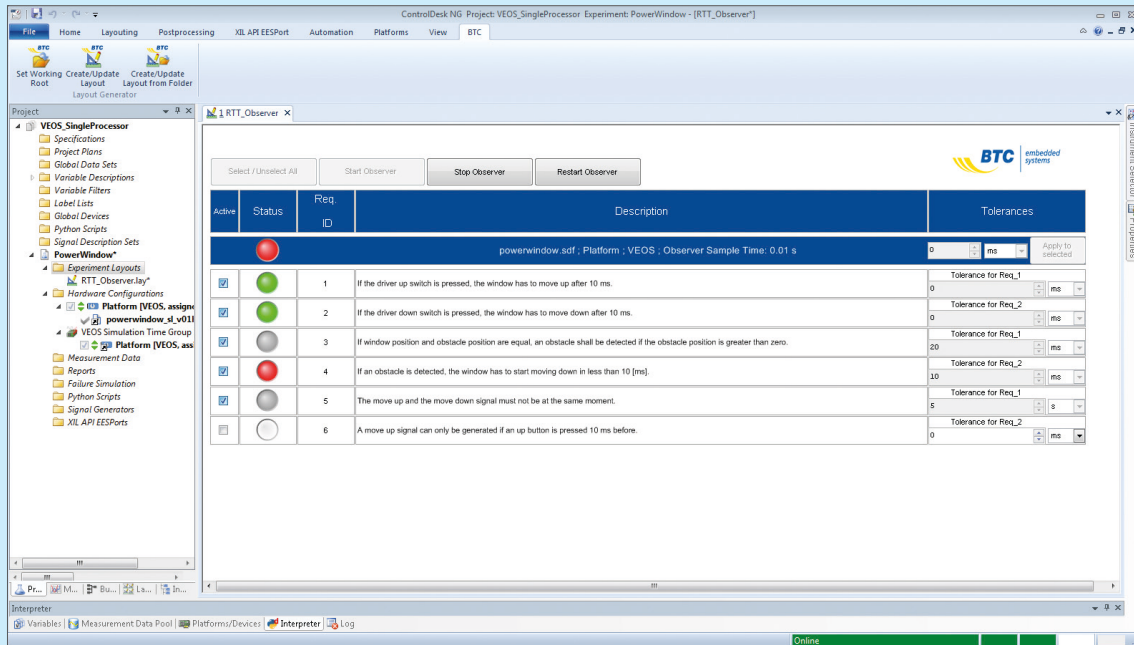 ControlDesk NG Project: VEOS_SingleProcessor Experiment: PowerWindow - [RTT_Observer*]
File Home Layouting Postprocessing XIL API EESPort Automation Platforms View BTC
BTC BTC BTC
Set Working Root
Create/Update Layout
Create/Update Layout from Folder
Layout Generator
Project
VEOS_SingleProcessor
Specifications
Project Plans
Global Data Sets
Variable Descriptions
Variable Filters
Label Lists
Global Devices
Python Scripts
Signal Description Sets
PowerWindow*
Experiment Layouts
RTT_Observer.lay*
Hardware Configurations
Platform [VEOS, assign
powerwindow_sl_v01
VEOS Simulation Time Group
Platform [VEOS, as
Measurement Data
Reports
Failure Simulation
Python Scripts
Signal Generators
XIL API EESPorts
Pr... M... Bu... La... In...
1 RTT_Observer
Select / Unselect All Start Observer Stop Observer Restart Observer
BTC embedded systems
Active Status Req. ID Description Tolerances
powerwindow.sdf ; Platform ; VEOS ; Observer Sample Time: 0.01 s 0 ms Apply to selected
1 If the driver up switch is pressed, the window has to move up after 10 ms.
Tolerance for Req_1
0 ms
2 If the driver down switch is pressed, the window has to move down after 10 ms.
Tolerance for Req_2
0 ms
3 If window position and obstacle position are equal, an obstacle shall be detected if the obstacle position is greater than zero.
Tolerance for Req_1
20 ms
4 If an obstacle is detected, the window has to start moving down in less than 10 [ms].
Tolerance for Req_2
10 ms
5 The move up and the move down signal must not be at the same moment.
Tolerance for Req_1
5 s
6 A move up signal can only be generated if an up button is pressed 10 ms before.
Tolerance for Req_2
0 ms
Instrument Selector
Properties
Interpreter
Variables Measurement Data Pool Platforms/Devices Interpreter Log
Online